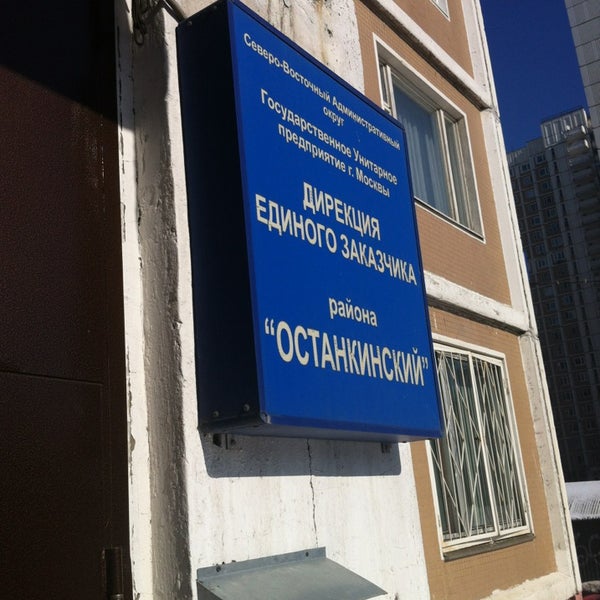 Северо-Восточный Административный
округ
Государственное Унитарное
предприятие г. Москвы
ДИРЕКЦИЯ
ЕДИНОГО ЗАКАЗЧИКА
района
“ОСТАНКИНСКИЙ”